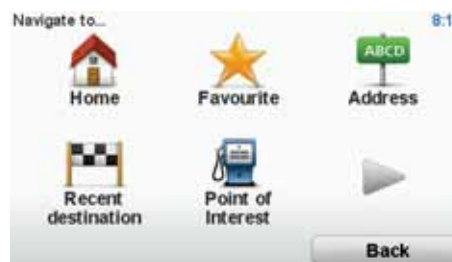 Navigate to...
8:1
ABCD
Home
Favourite
Address
Recent
destination
Point of
Interest
Back